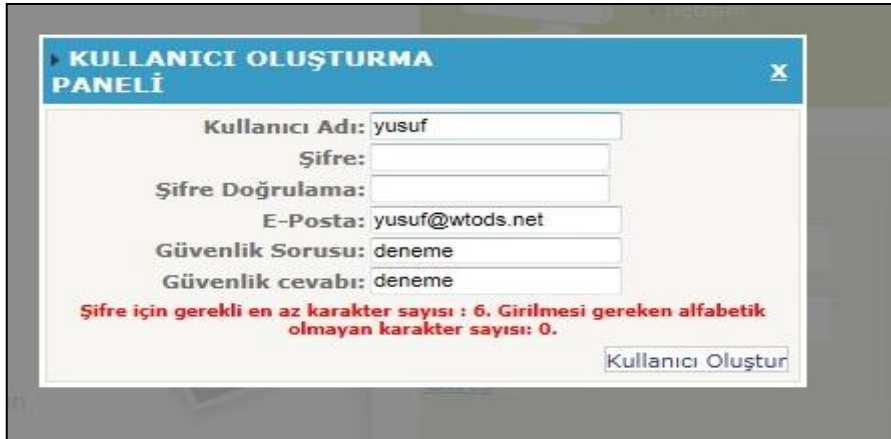 KULLANICI OLUŞTURMA
PANELİ
X
Kullanıcı Adı: yusuf
Şifre:
Şifre Doğrulama:
E-Posta: yusuf@wtods.net
Güvenlik Sorusu: deneme
Güvenlik cevabı: deneme
Şifre için gerekli en az karakter sayısı : 6. Girilmesi gereken alfabetik
olmayan karakter sayısı: 0.
Kullanıcı Oluştur